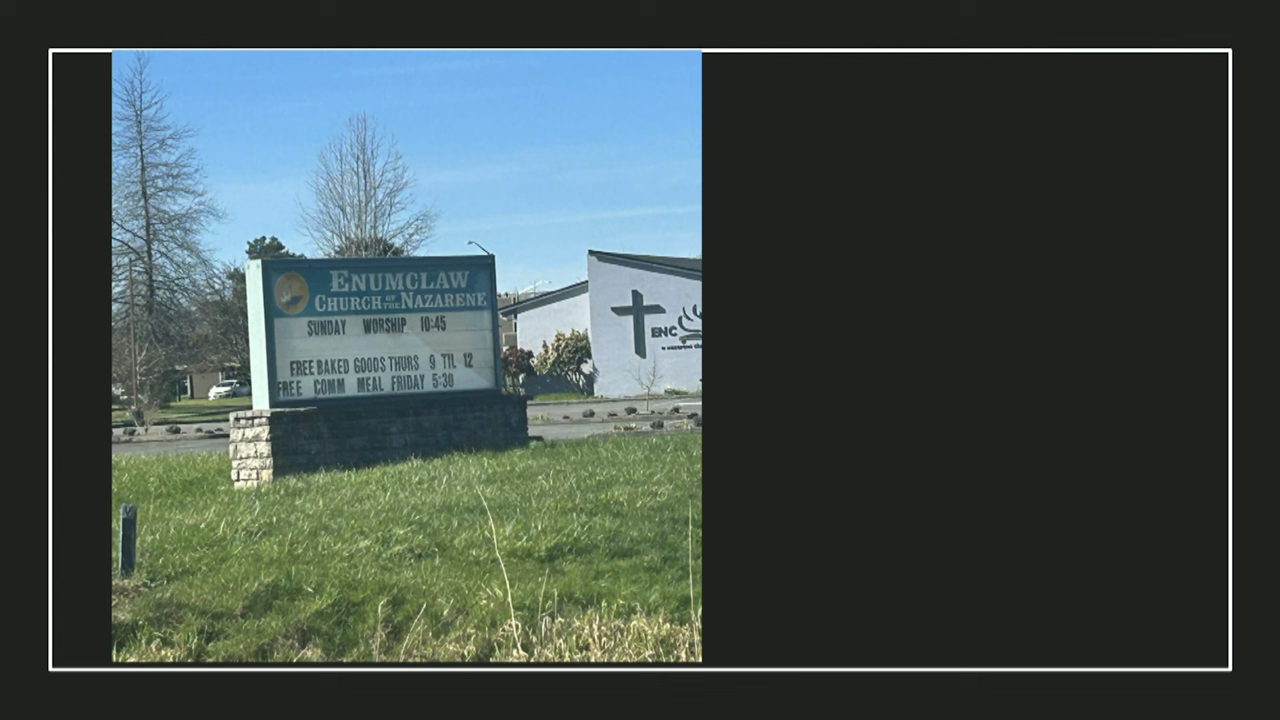 ENUMCLAW
CHURCH OF THE NAZARENE
SUNDAY WORSHIP 10:45
FREE BAKED GOODS THURS 9 TIL 12
FREE COMM MEAL FRIDAY 5:30
ENC